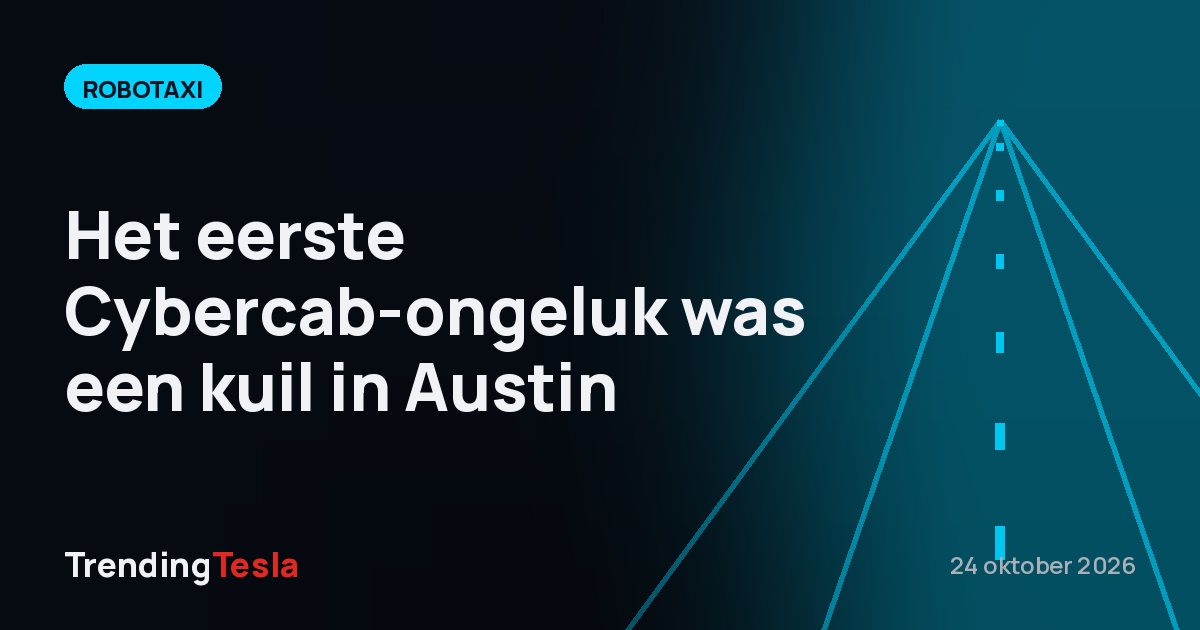 ROBOTAXI
Het eerste
Cybercab-ongeluk was
een kuil in Austin
TrendingTesla
24 oktober 2026